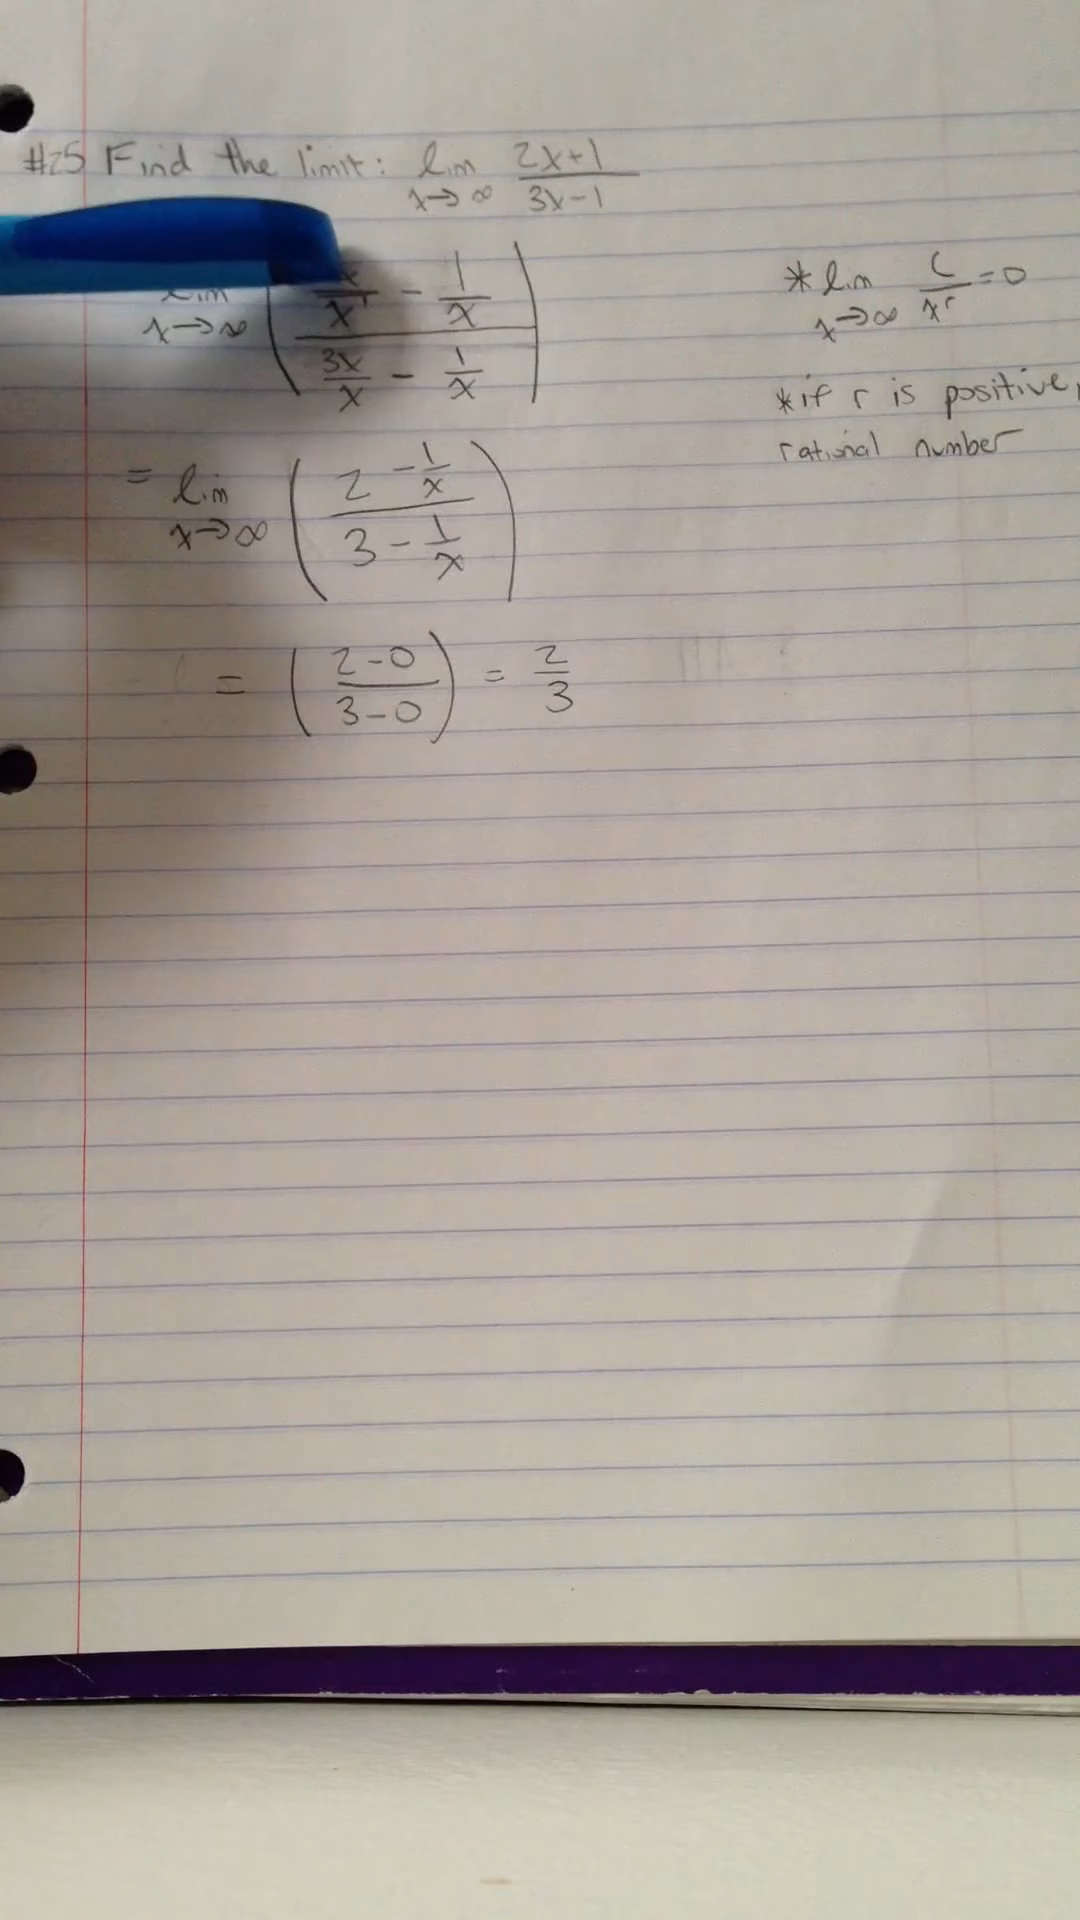 #25 Find the limit: lim x→∞ (2x+1)/(3x-1)
lim x→∞ (x/x - 1/x)/(3x/x - 1/x)
= lim x→∞ (2 - 1/x)/(3 - 1/x)
= (2-0)/(3-0) = 2/3
* lim x→∞ c/x^r = 0
* if r is positive,
rational number